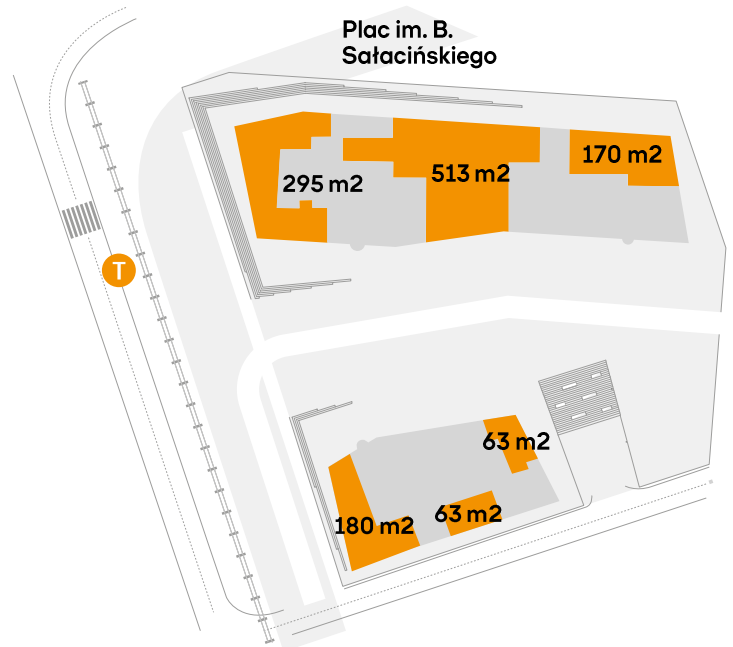 Plac im. B.
Sałacińskiego
170 m2
513 m2
295 m2
T
63 m2
63 m2
180 m2